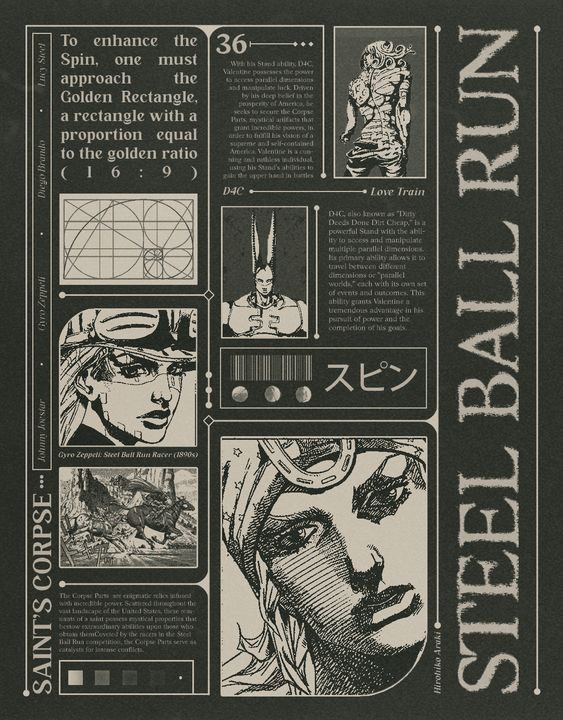 To enhance the
Spin, one must
approach the
Golden Rectangle,
a rectangle with a
proportion equal
to the golden ratio
( 1 6 : 9 )
Lucy Steel
Diego Brando
Gyro Zeppeli
Johnny Joestar
36
With his Stand ability, D4C,
Valentine possesses the power
to access parallel dimensions
and manipulate luck. Driven
by his deep belief in the
prosperity of America, he
seeks to secure the Corpse
Parts, mystical artifacts that
grant incredible powers, in
order to fulfill his vision of a
supreme and self-contained
America. Valentine is a cun-
ning and ruthless individual,
using his Stand's abilities to
gain the upper hand in battles
D4C
Love Train
D4C, also known as "Dirty
Deeds Done Dirt Cheap," is a
powerful Stand with the abil-
ity to access and manipulate
multiple parallel dimensions.
Its primary ability allows it to
travel between different
dimensions or "parallel
worlds," each with its own set
of events and outcomes. This
ability grants Valentine a
tremendous advantage in his
pursuit of power and the
completion of his goals.
スピン
Gyro Zeppeli: Steel Ball Run Racer (1890s)
SAINT'S CORPSE
The Corpse Parts are enigmatic relics infused
with incredible power. Scattered throughout the
vast landscape of the United States, these rem-
nants of a saint possess mystical properties that
bestow extraordinary abilities upon those who
obtain them.Coveted by the racers in the Steel
Ball Run competition, the Corpse Parts serve as
catalysts for intense conflicts.
Hirohiko Araki
STEEL BALL RUN